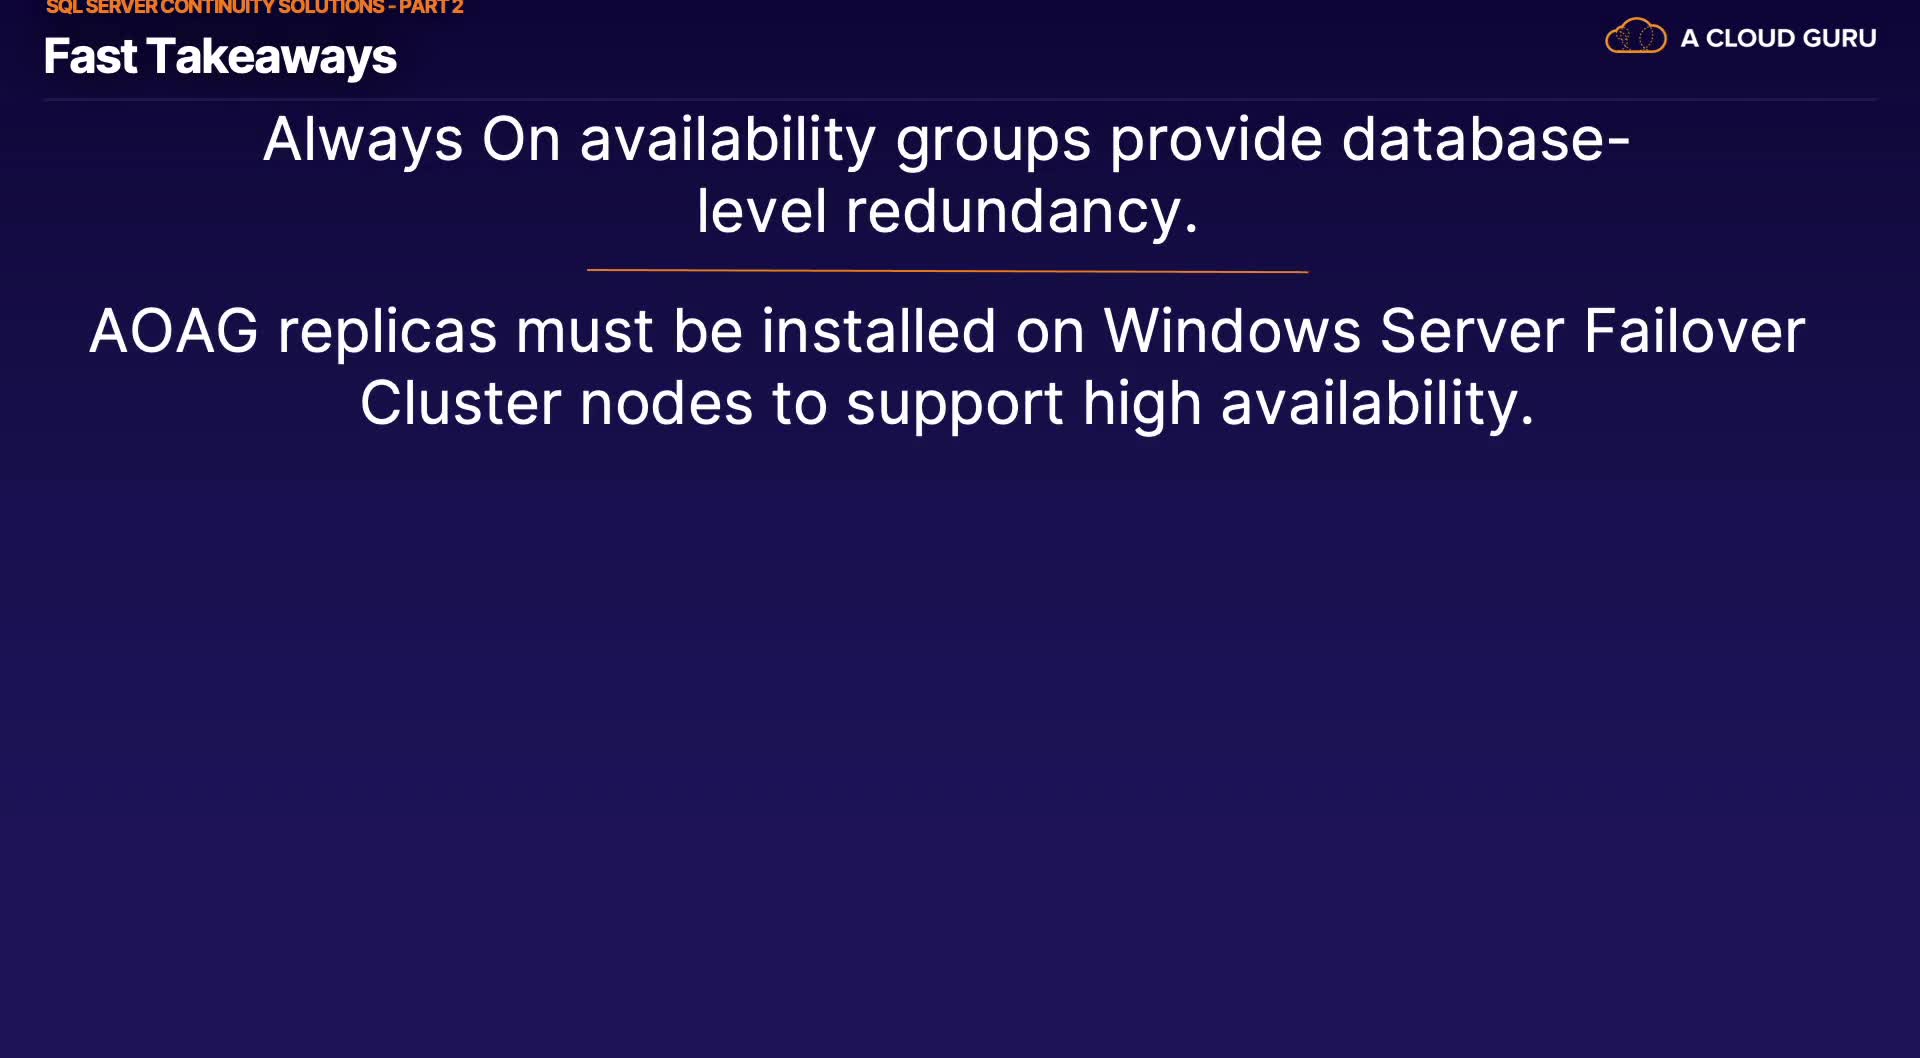 SQL SERVER CONTINUITY SOLUTIONS - PART 2
Fast Takeaways
A CLOUD GURU
Always On availability groups provide database-
level redundancy.
AOAG replicas must be installed on Windows Server Failover
Cluster nodes to support high availability.